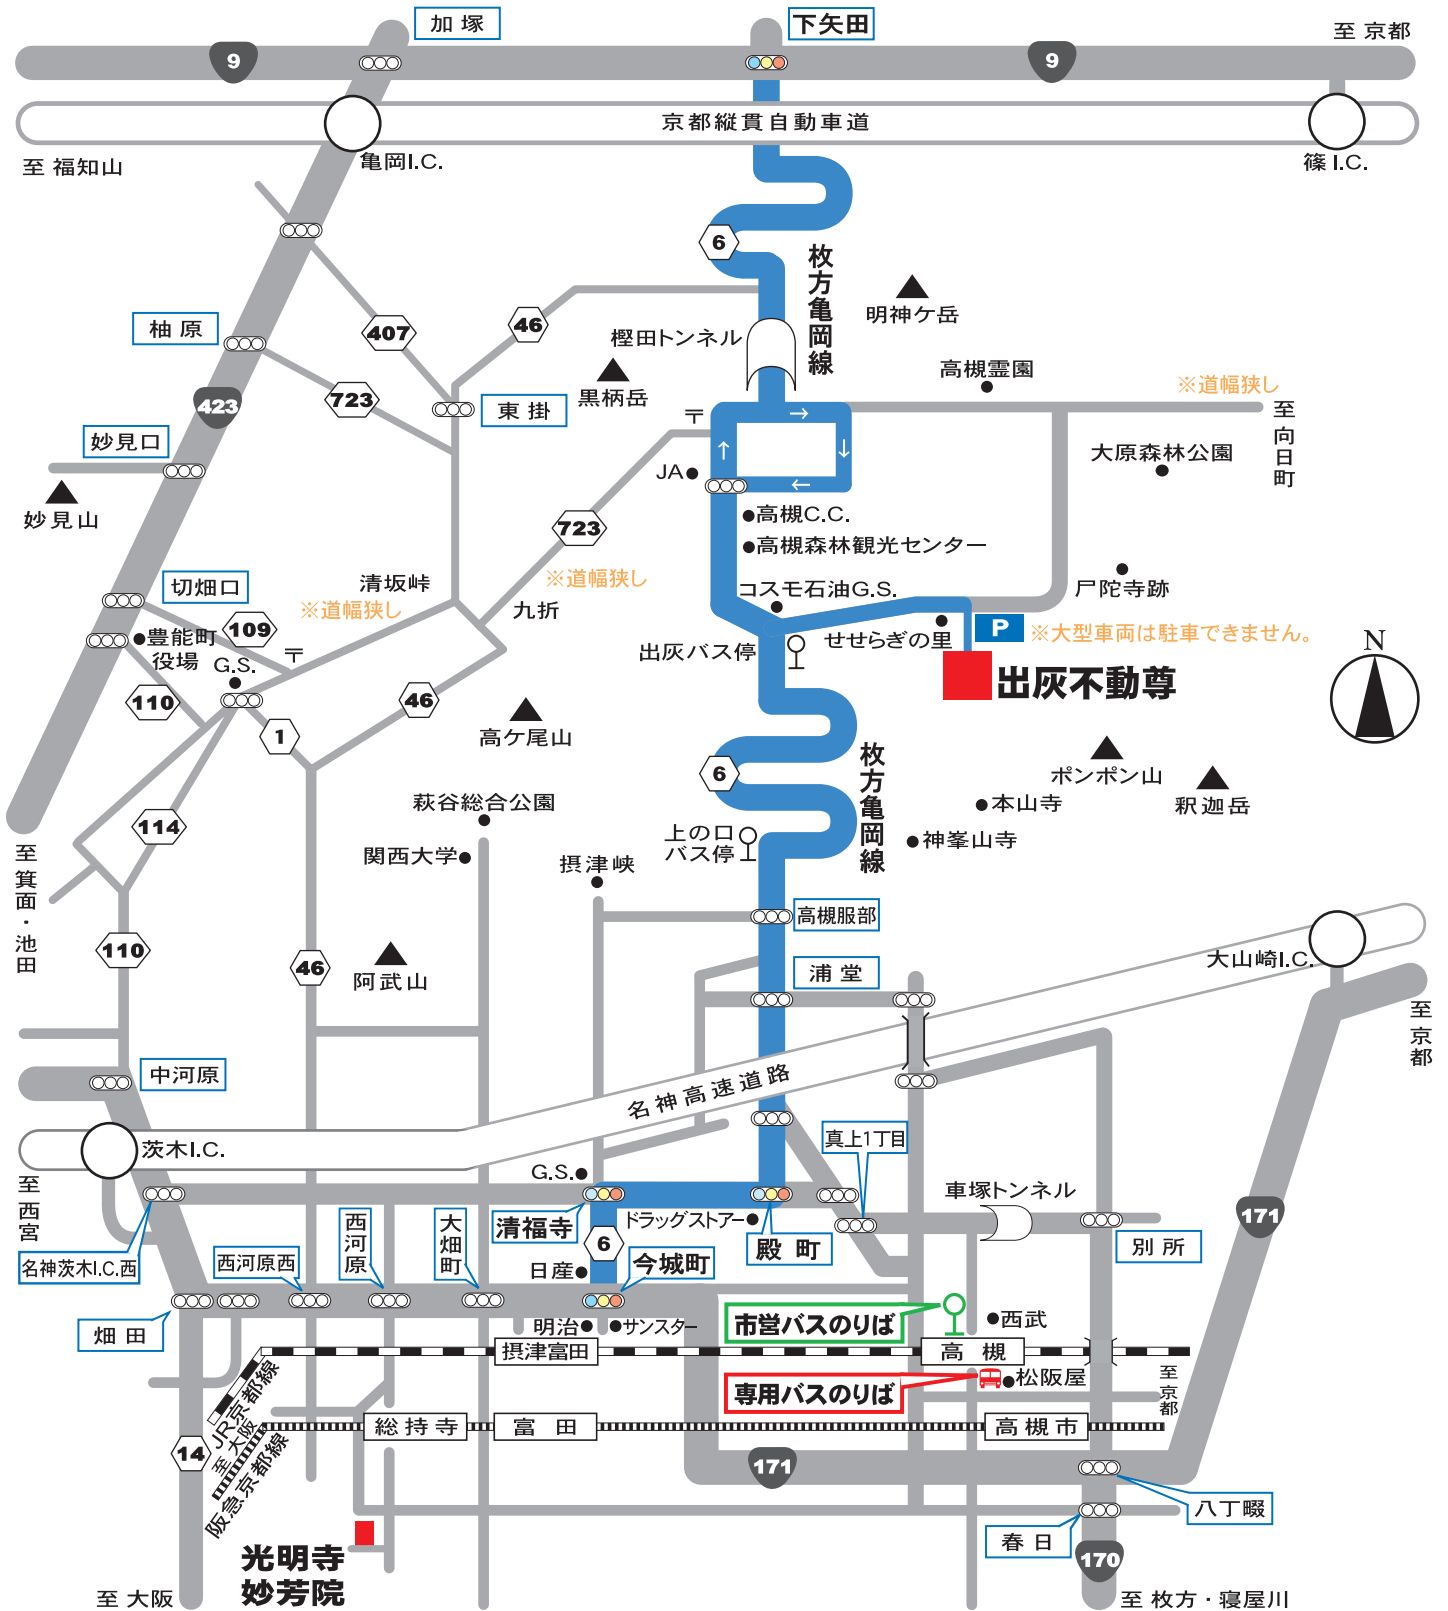 加塚
下矢田
至 京都
9
9
京都縦貫自動車道
至 福知山
亀岡I.C.
篠 I.C.
6
枚方亀岡線
明神ケ岳
樫田トンネル
46
407
柚 原
黒柄岳
高槻霊園
※道幅狭し
至 向日町
723
東 掛
423
〒
妙見口
JA
大原森林公園
妙見山
高槻C.C.
723
高槻森林観光センター
清坂峠
※道幅狭し
切畑口
※道幅狭し
九折
コスモ石油G.S.
尸陀寺跡
109
豊能町
役場
〒
G.S.
出灰バス停
せせらぎの里
P
※大型車両は駐車できません。
N
出灰不動尊
110
46
1
高ケ尾山
枚方亀岡線
6
ポンポン山
釈迦岳
萩谷総合公園
本山寺
114
上の口
バス停
神峯山寺
至 箕面・池田
関西大学
摂津峡
高槻服部
110
46
阿武山
浦 堂
大山崎I.C.
至 京都
中河原
名神高速道路
茨木I.C.
真上1丁目
至 西宮
G.S.
車塚トンネル
清福寺
ドラッグストアー
殿 町
別 所
171
名神茨木I.C.西
西河原西
西河原
大畑町
6
日産
今城町
畑 田
明治
サンスター
市営バスのりば
西武
摂津富田
高 槻
専用バスのりば
松阪屋
至 京都
JR京都線
至 大阪
阪急京都線
総持寺
富 田
高槻市
14
171
八丁畷
春 日
光明寺
妙芳院
170
至 大阪
至 枚方・寝屋川